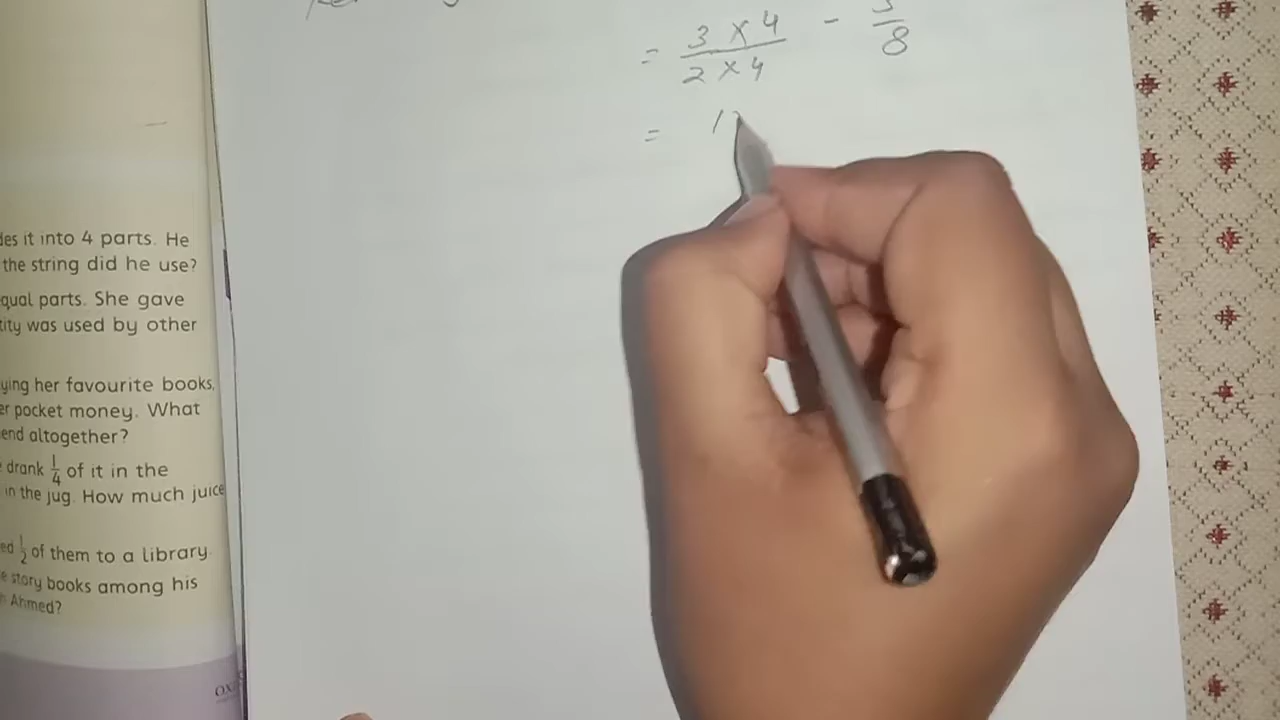 = 3 x 4 / 2 x 4 - /8
= 1
des it into 4 parts. He
the string did he use?
qual parts. She gave
tity was used by other
ying her favourite books,
er pocket money. What
end altogether?
drank 1/4 of it in the
in the jug. How much juice
ed 1/2 of them to a library.
story books among his
Ahmed?
OX